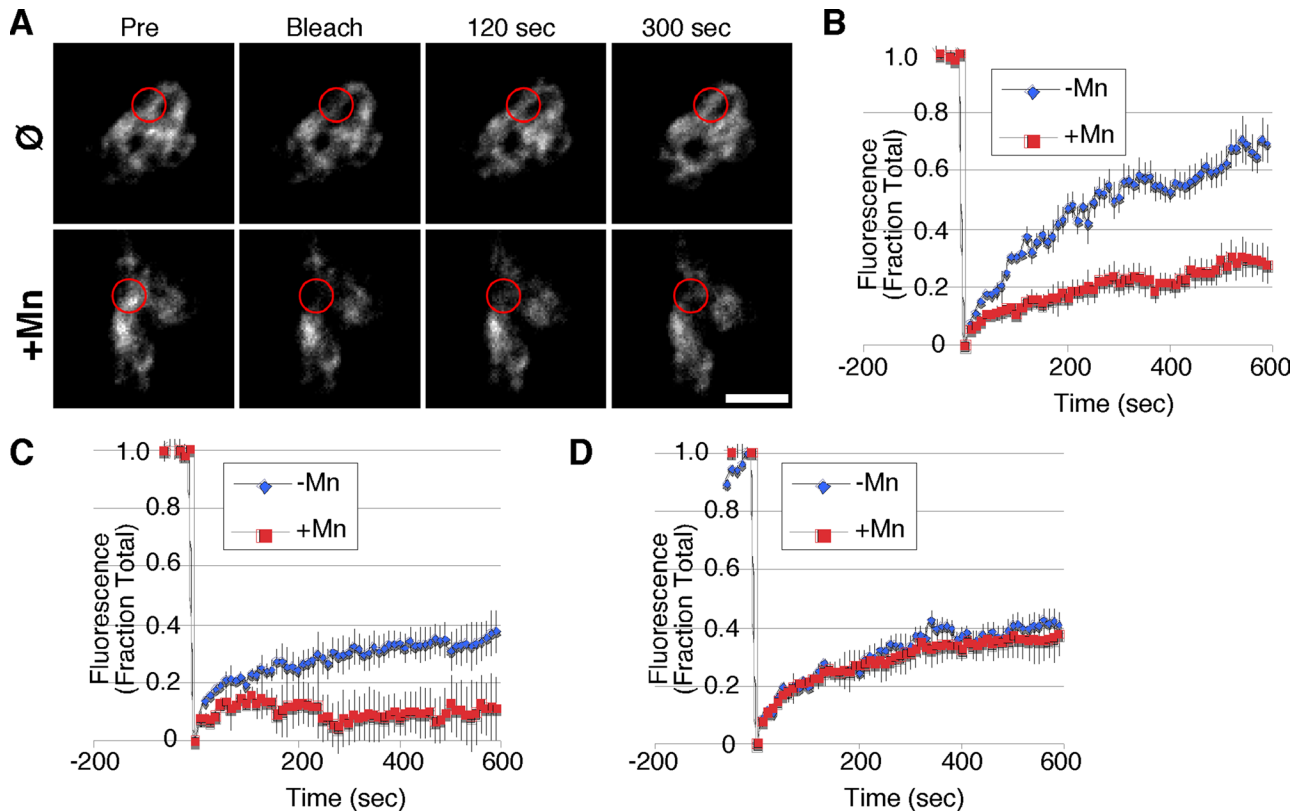 A
Pre Bleach 120 sec 300 sec
Ø
+Mn
B
Fluorescence
(Fraction Total)
1.0
0.8
0.6
0.4
0.2
0
-Mn
+Mn
-200 0 200 400 600
Time (sec)
C
Fluorescence
(Fraction Total)
1.0
0.8
0.6
0.4
0.2
0
-Mn
+Mn
-200 200 400 600
Time (sec)
D
Fluorescence
(Fraction Total)
1.0
0.8
0.6
0.4
0.2
0
-Mn
+Mn
-200 200 400 600
Time (sec)